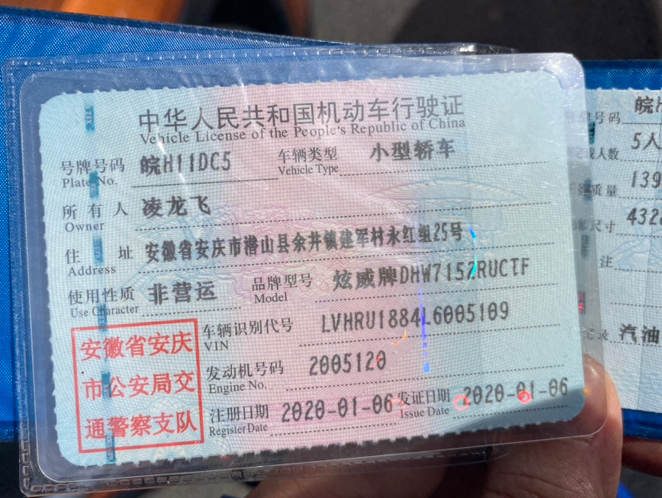 中华人民共和国机动车行驶证
Vehicle License of the People's Republic of China
号牌号码 皖H11DC5 车辆类型 小型轿车
Plate No. Vehicle Type
所有人 凌龙飞
Owner
住址 安徽省安庆市潜山县余井镇建军村永红组25号
Address
使用性质 非营运 品牌型号 炫威牌DHW7152RUCTF
Use Character Model
安徽省安庆
市公安局交
通警察支队
车辆识别代号 LVHRU1884L6005109
VIN
发动机号码 2005120
Engine No.
注册日期 2020-01-06 发证日期 2020-01-06
Register Date Issue Date
号码 皖
人数 5人
质量 139
尺寸 432
注
录 汽油